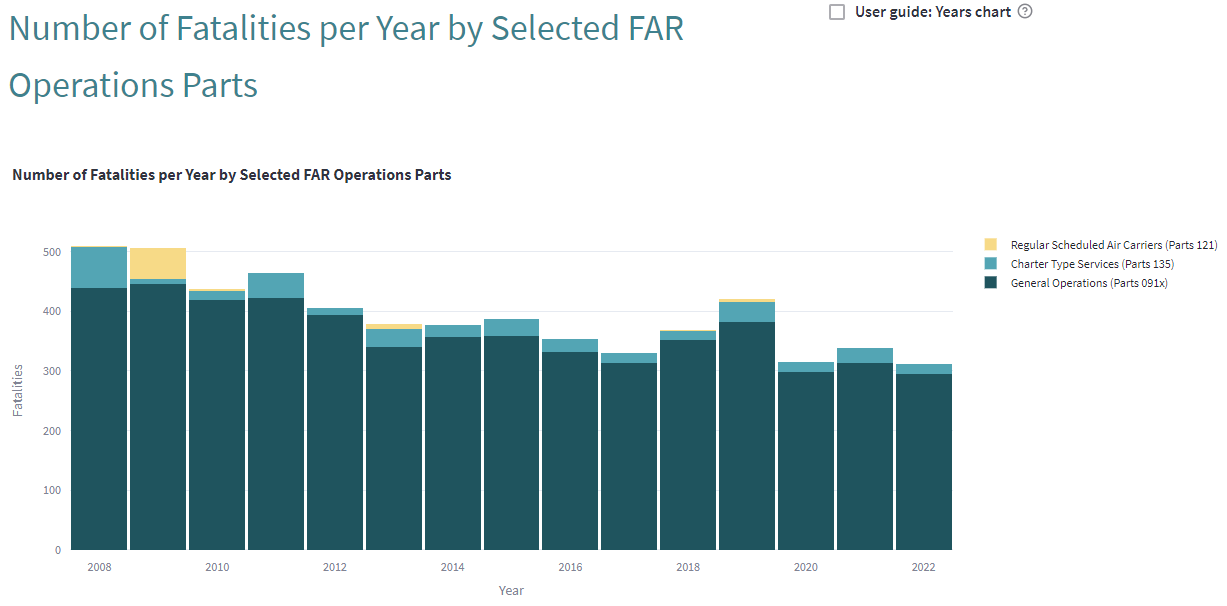 Number of Fatalities per Year by Selected FAR
Operations Parts
User guide: Years chart ?
Number of Fatalities per Year by Selected FAR Operations Parts
Regular Scheduled Air Carriers (Parts 121)
Charter Type Services (Parts 135)
General Operations (Parts 091x)
Fatalities
500
400
300
200
100
0
2008 2010 2012 2014 2016 2018 2020 2022
Year